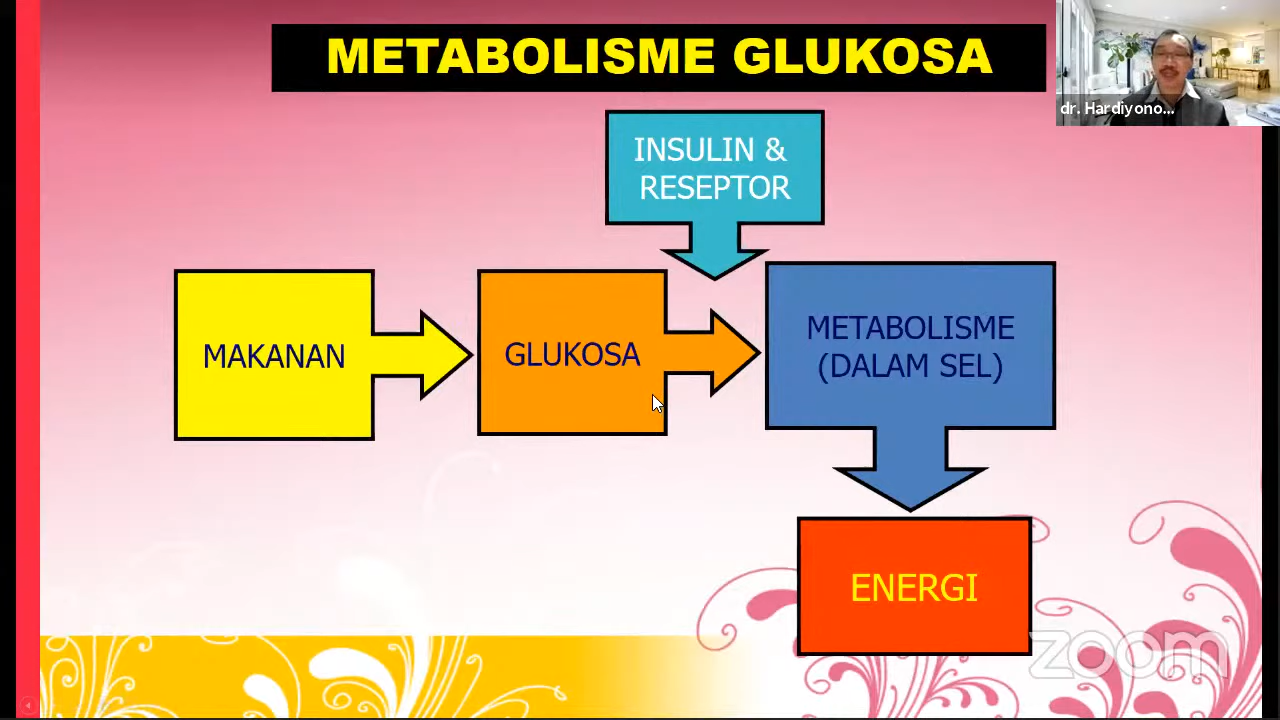 METABOLISME GLUKOSA
dr. Hardiyono...
INSULIN &
RESEPTOR
MAKANAN
GLUKOSA
METABOLISME
(DALAM SEL)
ENERGI
zoom